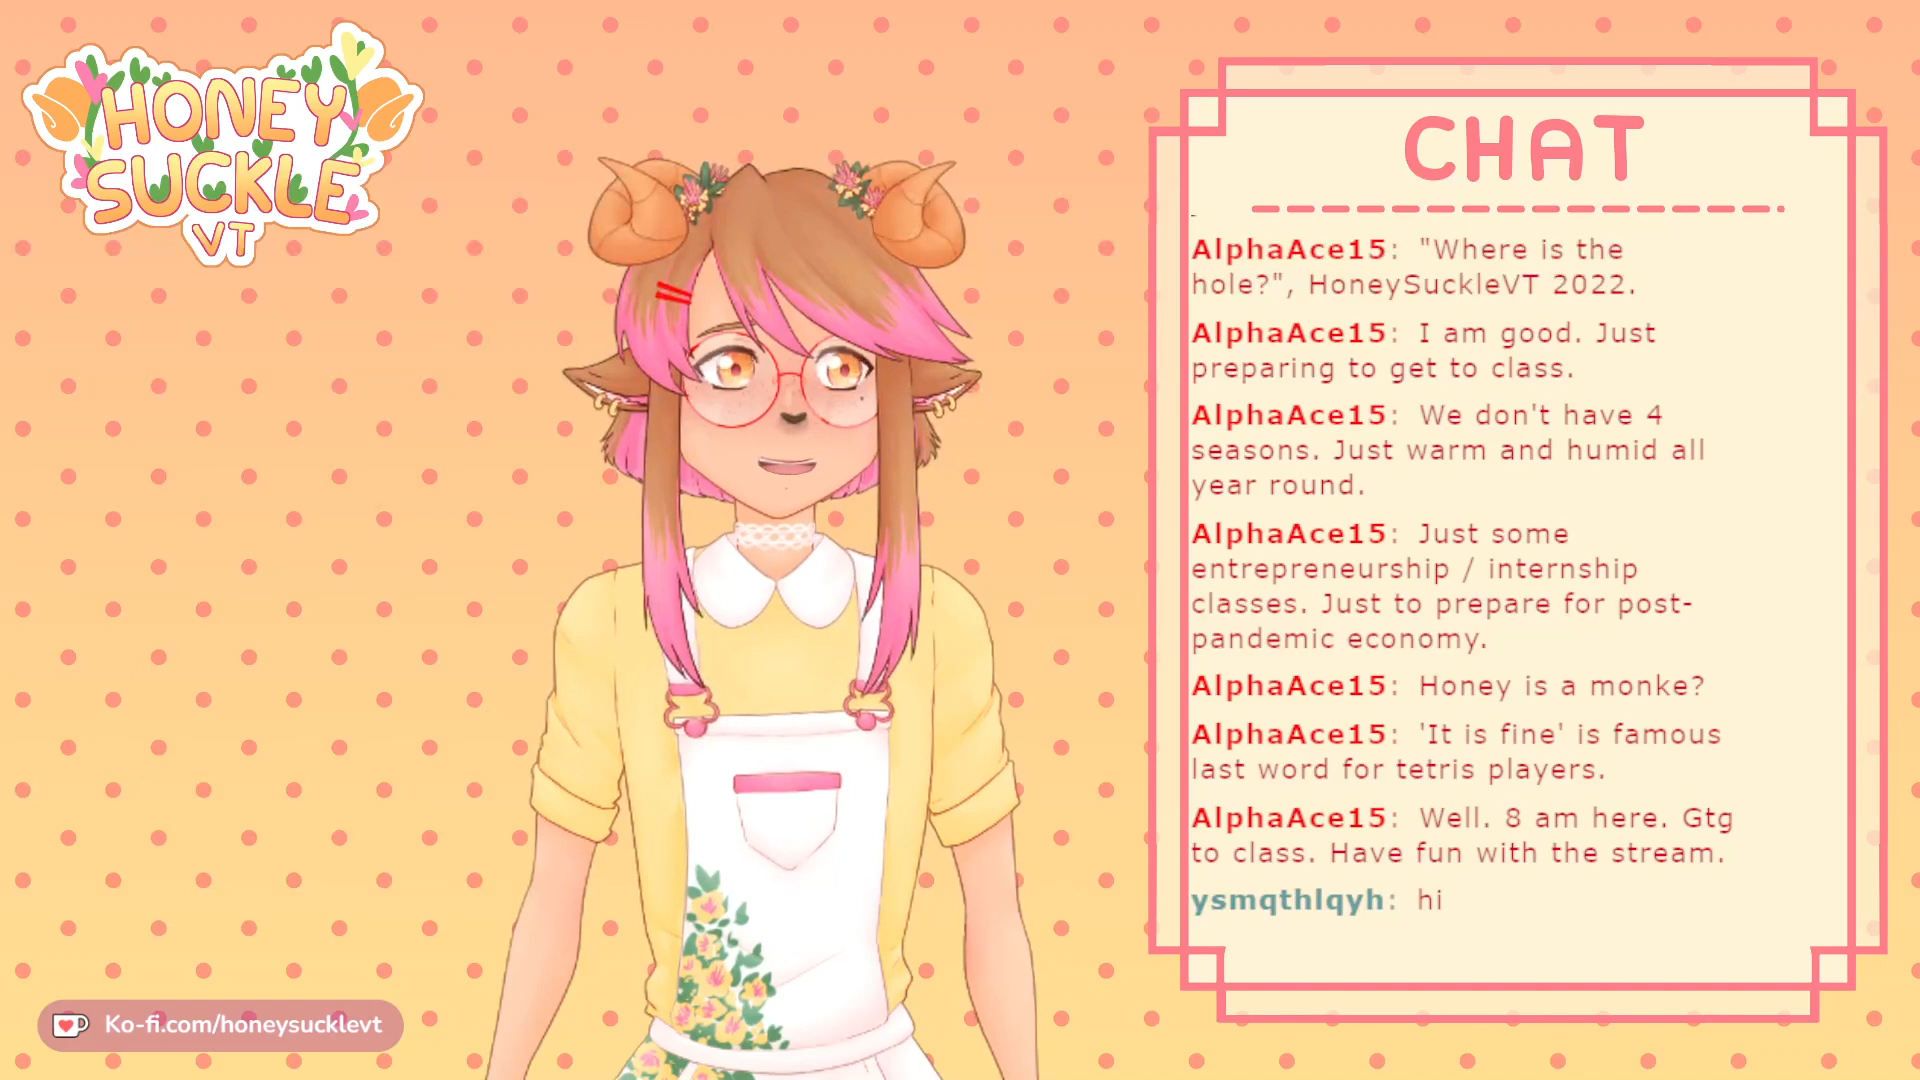 HONEY
SUCKLE
VT
CHAT
AlphaAce15: "Where is the
hole?", HoneySuckleVT 2022.
AlphaAce15: I am good. Just
preparing to get to class.
AlphaAce15: We don't have 4
seasons. Just warm and humid all
year round.
AlphaAce15: Just some
entrepreneurship / internship
classes. Just to prepare for post-
pandemic economy.
AlphaAce15: Honey is a monke?
AlphaAce15: 'It is fine' is famous
last word for tetris players.
AlphaAce15: Well. 8 am here. Gtg
to class. Have fun with the stream.
ysmqthlqyh: hi
Ko-fi.com/honeysucklevt